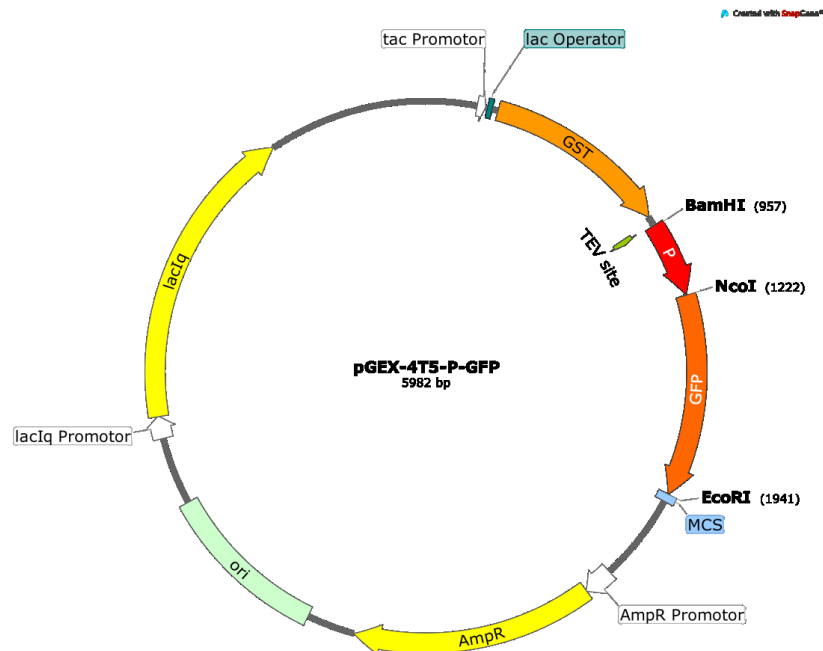 Created with SnapGene®
tac Promotor
lac Operator
GST
BamHI (957)
TEV site
P
NcoI (1222)
lacIq
pGEX-4T5-P-GFP
5982 bp
GFP
lacIq Promotor
EcoRI (1941)
MCS
ori
AmpR Promotor
AmpR